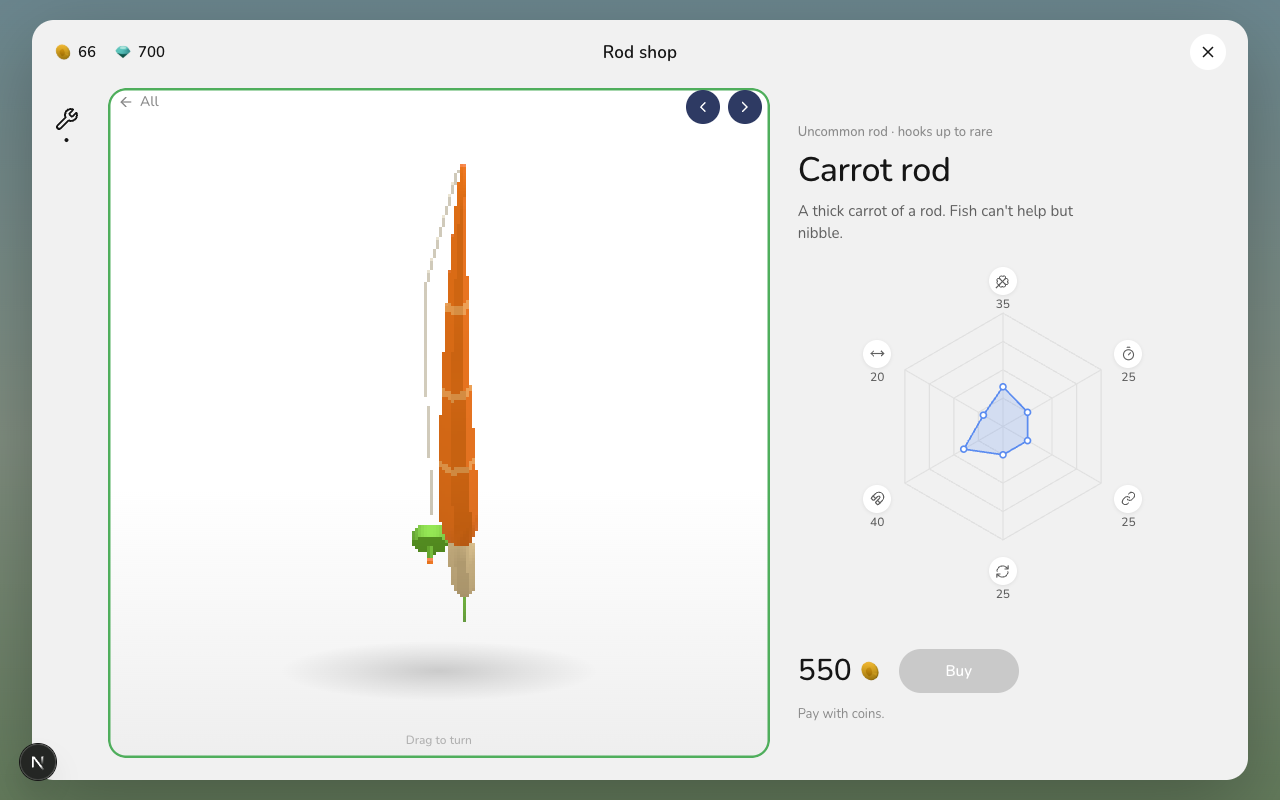 66
700
Rod shop
All
Uncommon rod · hooks up to rare
Carrot rod
A thick carrot of a rod. Fish can't help but
nibble.
35
20
25
40
25
25
550
Buy
Pay with coins.
Drag to turn
N